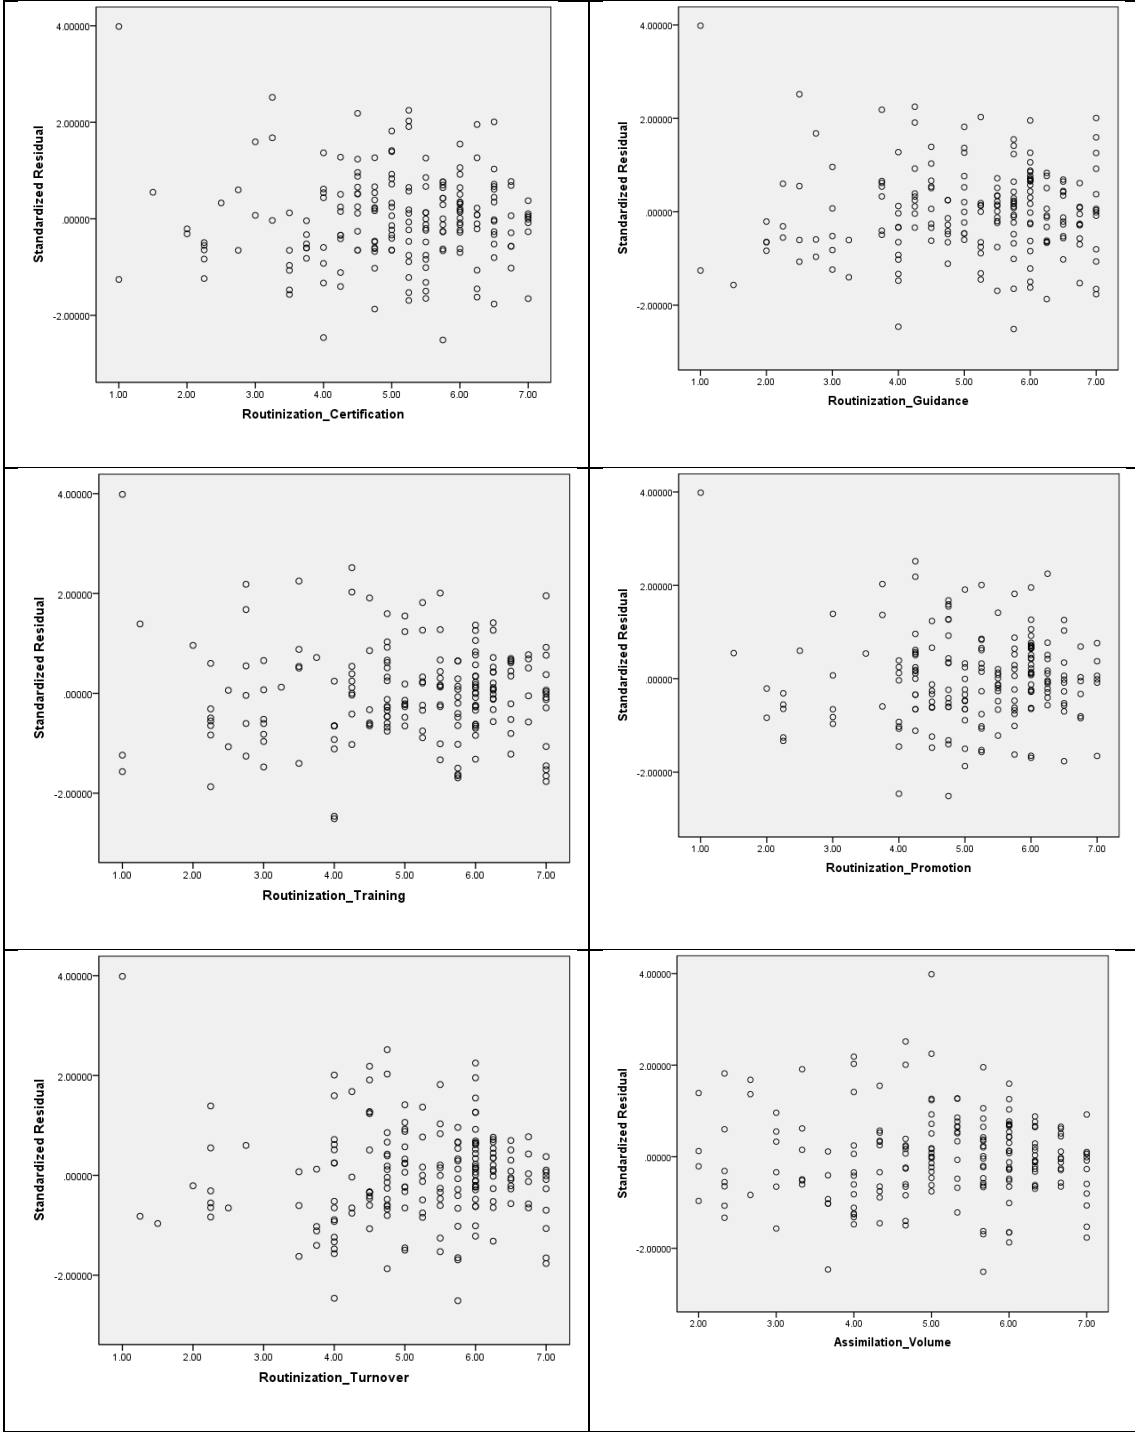 4.00000
2.00000
.00000
-2.00000
Standardized Residual
1.00 2.00 3.00 4.00 5.00 6.00 7.00
Routinization_Certification
4.00000
2.00000
.00000
-2.00000
Standardized Residual
1.00 2.00 3.00 4.00 5.00 6.00 7.00
Routinization_Guidance
4.00000
2.00000
.00000
-2.00000
Standardized Residual
1.00 2.00 3.00 4.00 5.00 6.00 7.00
Routinization_Training
4.00000
2.00000
.00000
-2.00000
Standardized Residual
1.00 2.00 3.00 4.00 5.00 6.00 7.00
Routinization_Promotion
4.00000
2.00000
.00000
-2.00000
Standardized Residual
1.00 2.00 3.00 4.00 5.00 6.00 7.00
Routinization_Turnover
4.00000
2.00000
.00000
-2.00000
Standardized Residual
2.00 3.00 4.00 5.00 6.00 7.00
Assimilation_Volume